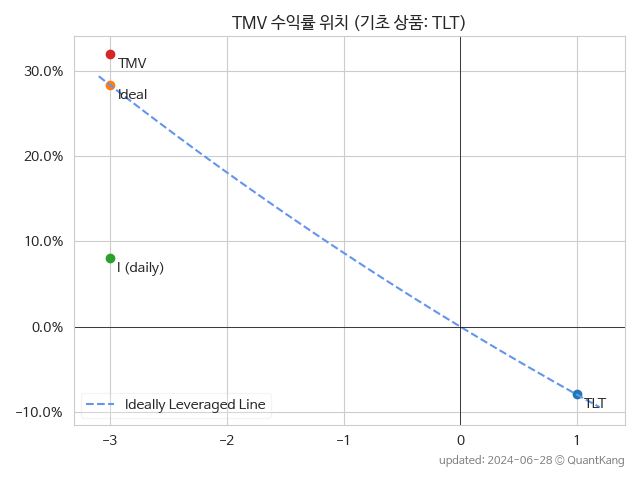 TMV 수익률 위치 (기초 상품: TLT)
30.0%
20.0%
10.0%
0.0%
−10.0%
TMV
Ideal
I (daily)
TLT
Ideally Leveraged Line
−3
−2
−1
0
1
updated: 2024-06-28 © QuantKang